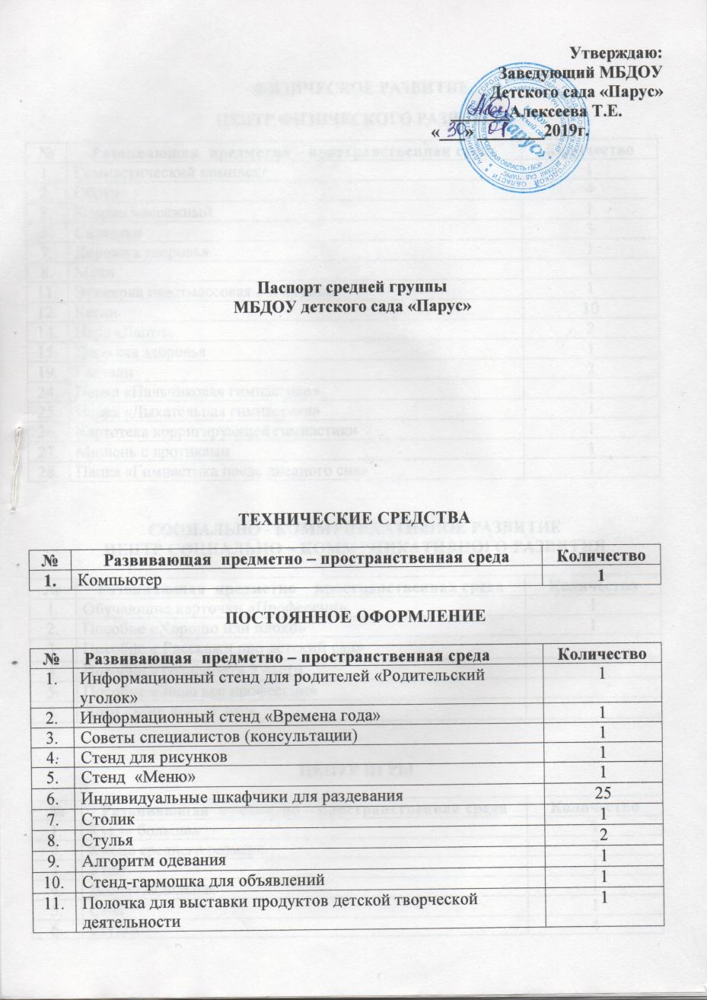 Утверждаю:
Заведующий МБДОУ
Детского сада «Парус»
Алексеева Т.Е.
«30» 01 2019г.
Паспорт средней группы
МБДОУ детского сада «Парус»
ТЕХНИЧЕСКИЕ СРЕДСТВА
№ Развивающая предметно – пространственная среда Количество
1. Компьютер 1
ПОСТОЯННОЕ ОФОРМЛЕНИЕ
№ Развивающая предметно – пространственная среда Количество
1. Информационный стенд для родителей «Родительский 1
уголок»
2. Информационный стенд «Времена года» 1
3. Советы специалистов (консультации) 1
4. Стенд для рисунков 1
5. Стенд «Меню» 1
6. Индивидуальные шкафчики для раздевания 25
7. Столик 1
8. Стулья 2
9. Алгоритм одевания 1
10. Стенд-гармошка для объявлений 1
11. Полочка для выставки продуктов детской творческой 1
деятельности